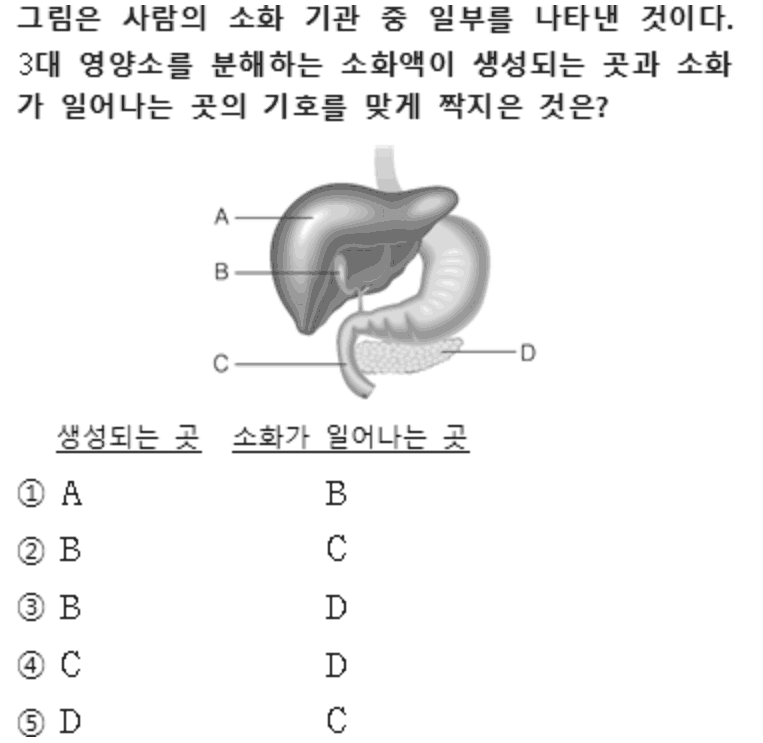 그림은 사람의 소화 기관 중 일부를 나타낸 것이다.
3대 영양소를 분해하는 소화액이 생성되는 곳과 소화
가 일어나는 곳의 기호를 맞게 짝지은 것은?
A
B
C
D
생성되는 곳 소화가 일어나는 곳
① A B
② B C
③ B D
④ C D
⑤ D C